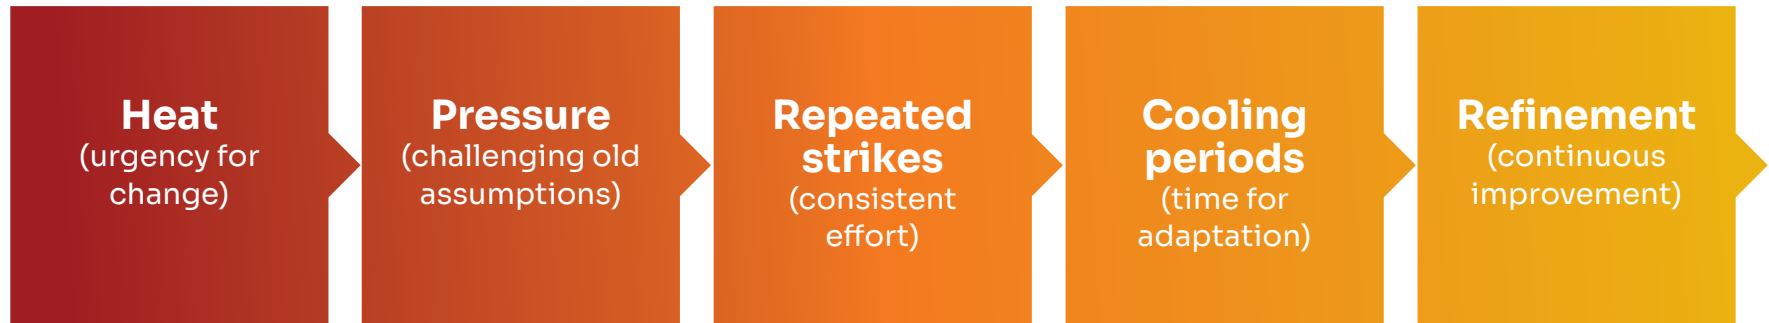 Heat
(urgency for
change)
Pressure
(challenging old
assumptions)
Repeated
strikes
(consistent
effort)
Cooling
periods
(time for
adaptation)
Refinement
(continuous
improvement)